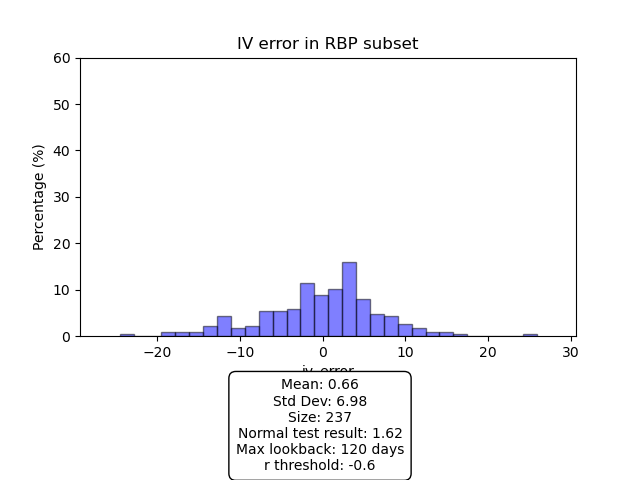 IV error in RBP subset
60
50
40
30
20
10
0
Percentage (%)
−20
−10
0
10
20
30
iv_error
Mean: 0.66
Std Dev: 6.98
Size: 237
Normal test result: 1.62
Max lookback: 120 days
r threshold: -0.6